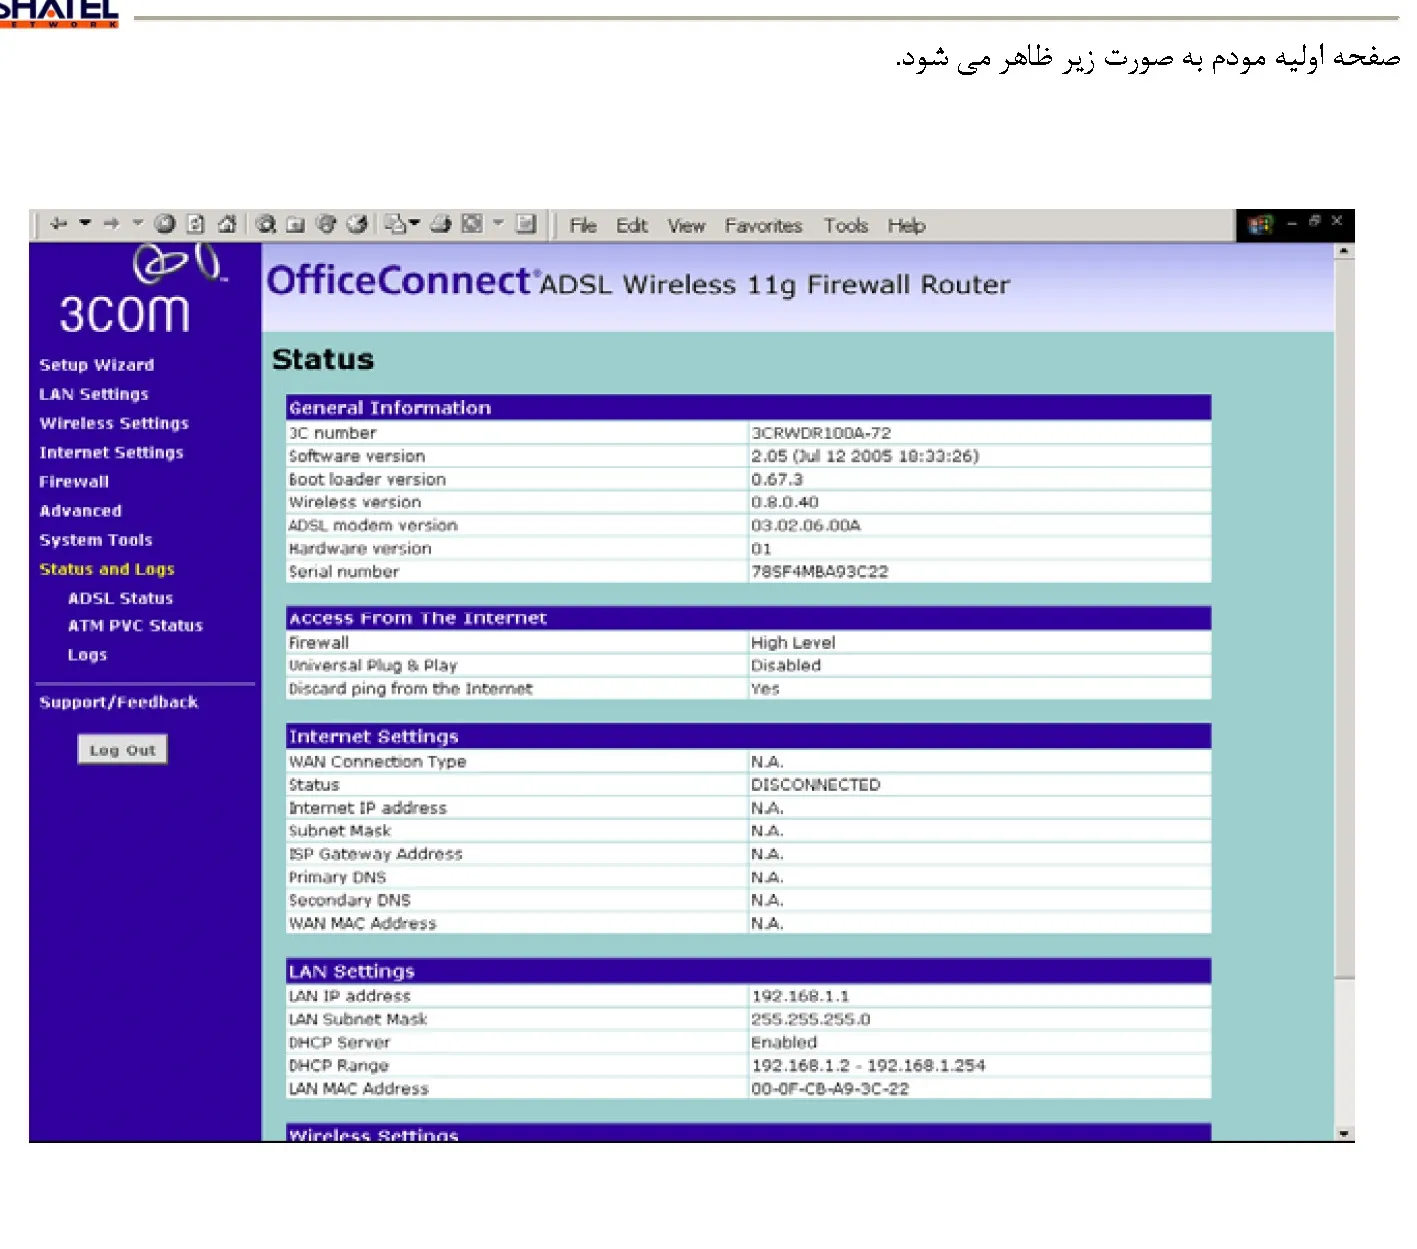 SHATEL
NETWORK
صفحه اولیه مودم به صورت زیر ظاهر می شود.
File Edit View Favorites Tools Help
3COM
OfficeConnect® ADSL Wireless 11g Firewall Router
Setup Wizard
LAN Settings
Wireless Settings
Internet Settings
Firewall
Advanced
System Tools
Status and Logs
ADSL Status
ATM PVC Status
Logs
Support/Feedback
Log Out
Status
General Information
3C number 3CRWDR100A-72
Software version 2.05 (Jul 12 2005 18:33:26)
Boot loader version 0.67.3
Wireless version 0.8.0.40
ADSL modem version 03.02.06.00A
Hardware version 01
Serial number 78SF4MBA93C22
Access From The Internet
Firewall High Level
Universal Plug & Play Disabled
Discard ping from the Internet Yes
Internet Settings
WAN Connection Type N.A.
Status DISCONNECTED
Internet IP address N.A.
Subnet Mask N.A.
ISP Gateway Address N.A.
Primary DNS N.A.
Secondary DNS N.A.
WAN MAC Address N.A.
LAN Settings
LAN IP address 192.168.1.1
LAN Subnet Mask 255.255.255.0
DHCP Server Enabled
DHCP Range 192.168.1.2 - 192.168.1.254
LAN MAC Address 00-0F-CB-A9-3C-22
Wireless Settings